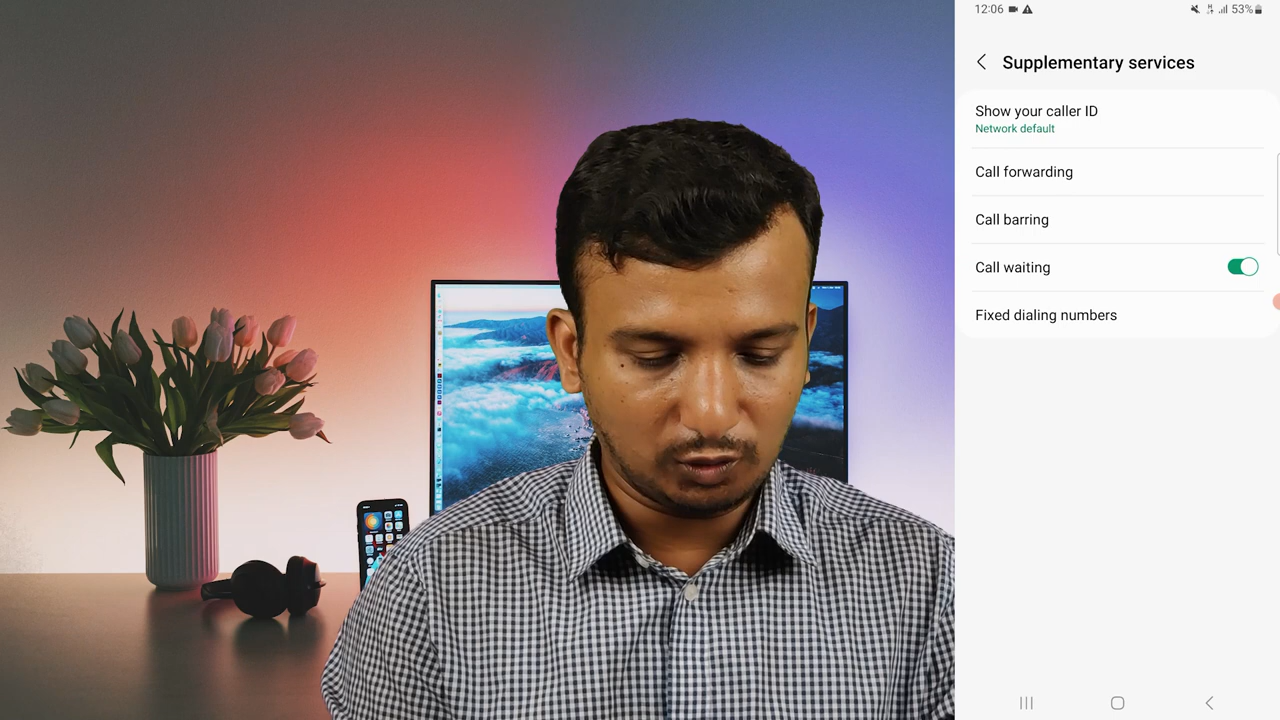 12:06 53%
Supplementary services
Show your caller ID
Network default
Call forwarding
Call barring
Call waiting
Fixed dialing numbers